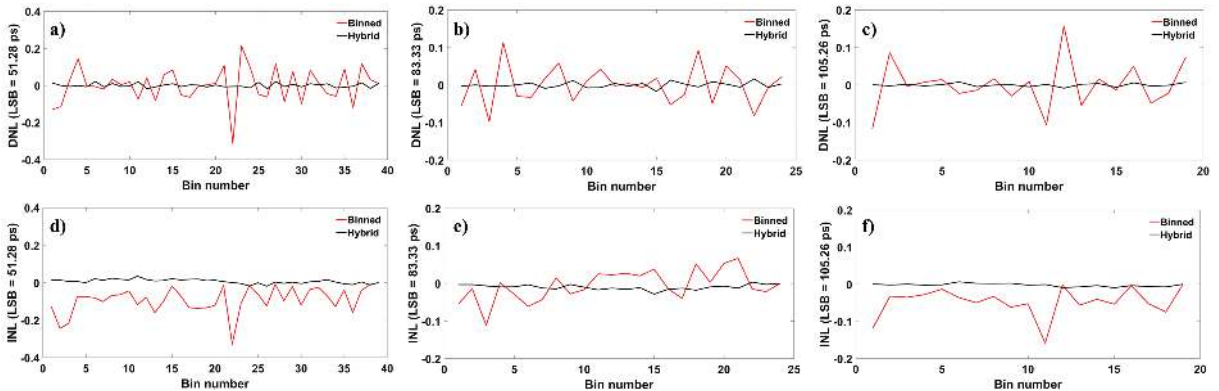 a)
Binned
Hybrid
DNL (LSB = 51.28 ps)
0.4
0.2
0
-0.2
-0.4
0 5 10 15 20 25 30 35 40
Bin number
b)
Binned
Hybrid
DNL (LSB = 83.33 ps)
0.2
0.1
0
-0.1
-0.2
0 5 10 15 20 25
Bin number
c)
Binned
Hybrid
DNL (LSB = 105.26 ps)
0.2
0.1
0
-0.1
-0.2
0 5 10 15 20
Bin number
d)
Binned
Hybrid
INL (LSB = 51.28 ps)
0.4
0.2
0
-0.2
-0.4
0 5 10 15 20 25 30 35 40
Bin number
e)
Binned
Hybrid
INL (LSB = 83.33 ps)
0.2
0.1
0
-0.1
-0.2
0 5 10 15 20 25
Bin number
f)
Binned
Hybrid
INL (LSB = 105.26 ps)
0.2
0.1
0
-0.1
-0.2
0 5 10 15 20
Bin number